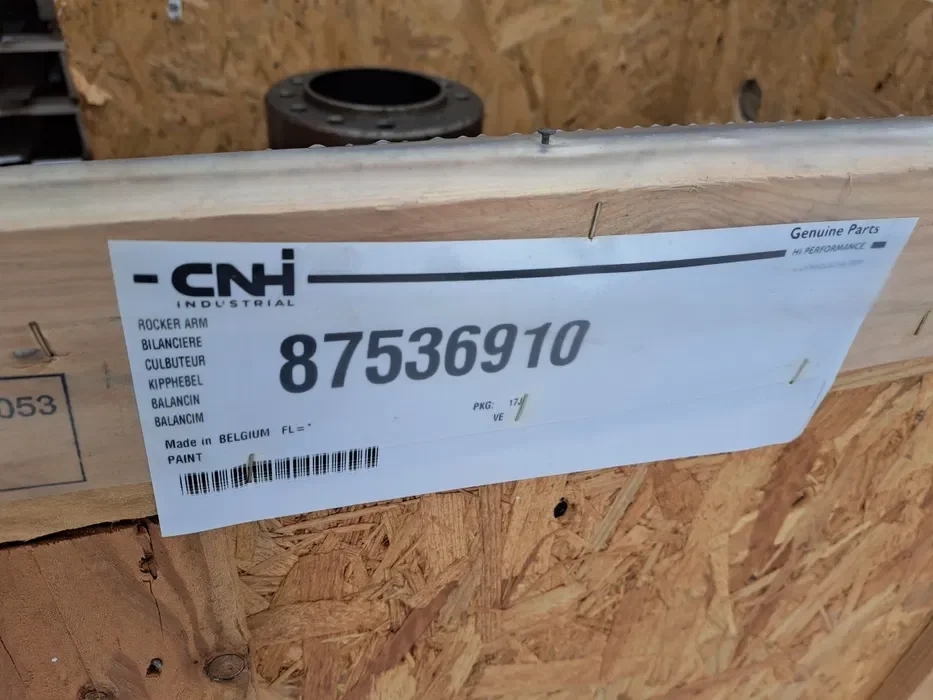 Genuine Parts
HI PERFORMANCE
CNH
INDUSTRIAL
ROCKER ARM
BILANCIERE
CULBUTEUR
KIPPHEBEL
BALANCIN
BALANCIM
87536910
PKG:
VE
Made in BELGIUM FL=*
PAINT
053